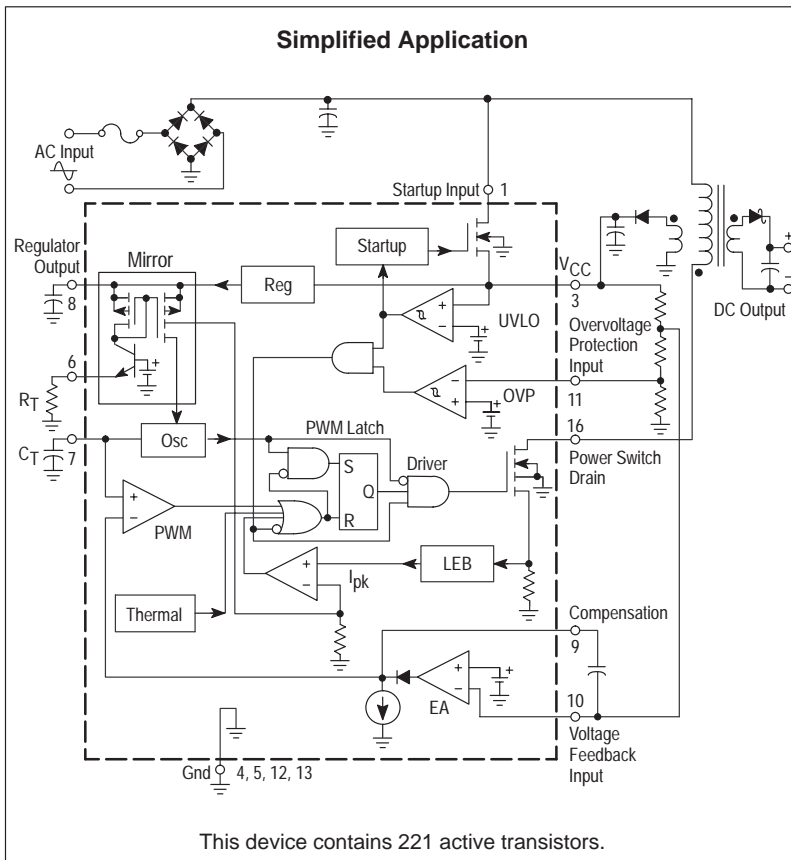 Simplified Application
AC Input
Startup Input
1
Regulator
Output
8
Mirror
Startup
Reg
VCC
3
UVLO
DC Output
+
−
Overvoltage
Protection
Input
11
OVP
6
RT
16
Power Switch
Drain
CT
7
Osc
PWM Latch
S
Q
R
Driver
+
−
PWM
LEB
Ipk
+
−
Thermal
Compensation
9
EA
+
−
10
Voltage
Feedback
Input
Gnd
4, 5, 12, 13
This device contains 221 active transistors.